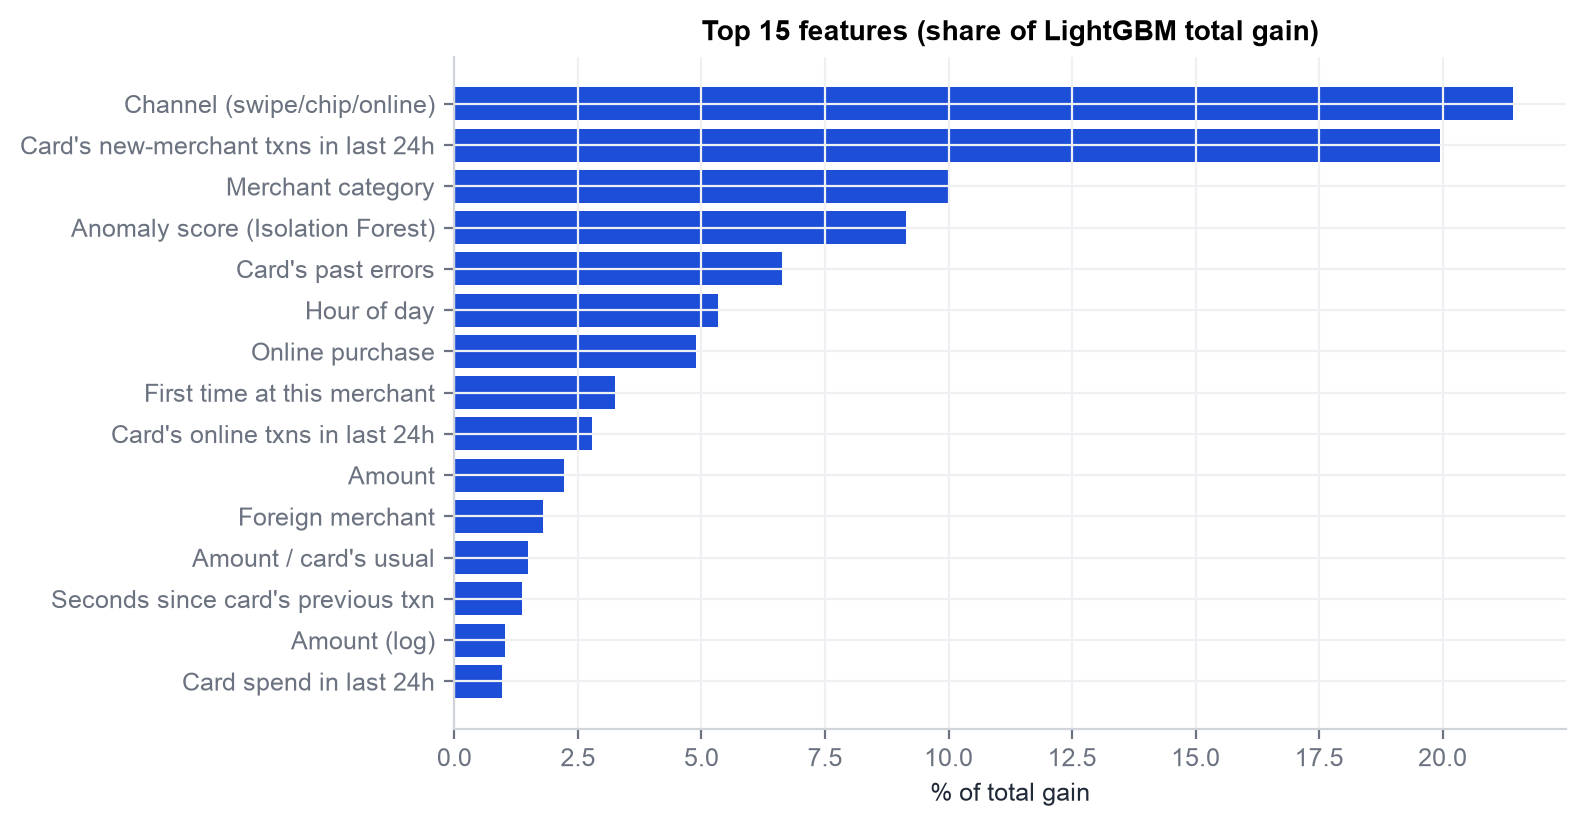 Top 15 features (share of LightGBM total gain)
Channel (swipe/chip/online)
Card's new-merchant txns in last 24h
Merchant category
Anomaly score (Isolation Forest)
Card's past errors
Hour of day
Online purchase
First time at this merchant
Card's online txns in last 24h
Amount
Foreign merchant
Amount / card's usual
Seconds since card's previous txn
Amount (log)
Card spend in last 24h
0.0 2.5 5.0 7.5 10.0 12.5 15.0 17.5 20.0
% of total gain